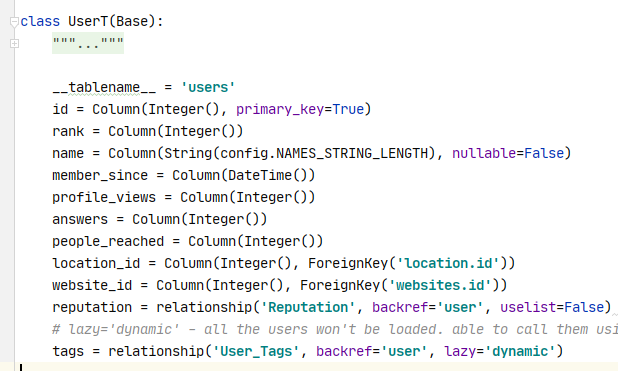 class UserT(Base):
"""..."""
__tablename__ = 'users'
id = Column(Integer(), primary_key=True)
rank = Column(Integer())
name = Column(String(config.NAMES_STRING_LENGTH), nullable=False)
member_since = Column(DateTime())
profile_views = Column(Integer())
answers = Column(Integer())
people_reached = Column(Integer())
location_id = Column(Integer(), ForeignKey('location.id'))
website_id = Column(Integer(), ForeignKey('websites.id'))
reputation = relationship('Reputation', backref='user', uselist=False)
# lazy='dynamic' – all the users won't be loaded. able to call them usi
tags = relationship('User_Tags', backref='user', lazy='dynamic')